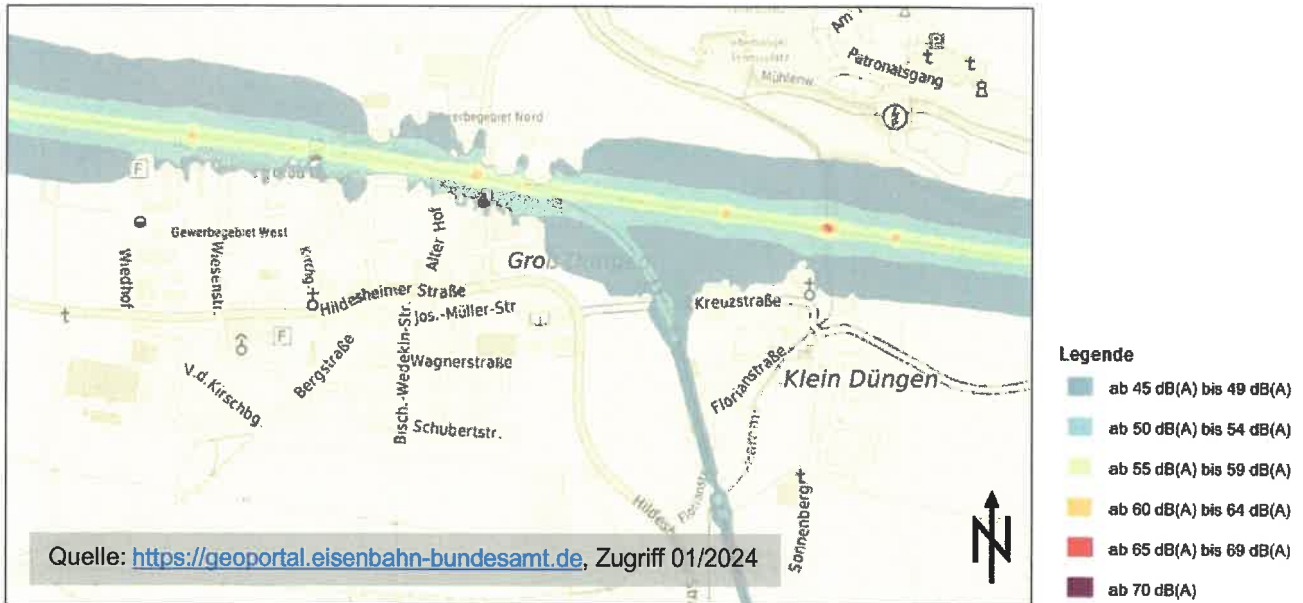 Am
Patronatsgang
Mühlenw.
Gewerbegebiet Nord
F
Gewerbegebiet West
Wiedhof
Wiesenstr.
Kirchg.
Alter Hof
Groß Düngen
Hildesheimer Straße
Jos.-Müller-Str
Kreuzstraße
F
Bergstraße
Bisch.-Wedekin-Str.
Wagnerstraße
Florianstraße
Klein Düngen
V.d.Kirschbg.
Schubertstr.
Sonnenberg
Florianstr
N
Quelle: https://geoportal.eisenbahn-bundesamt.de, Zugriff 01/2024
Legende
ab 45 dB(A) bis 49 dB(A)
ab 50 dB(A) bis 54 dB(A)
ab 55 dB(A) bis 59 dB(A)
ab 60 dB(A) bis 64 dB(A)
ab 65 dB(A) bis 69 dB(A)
ab 70 dB(A)